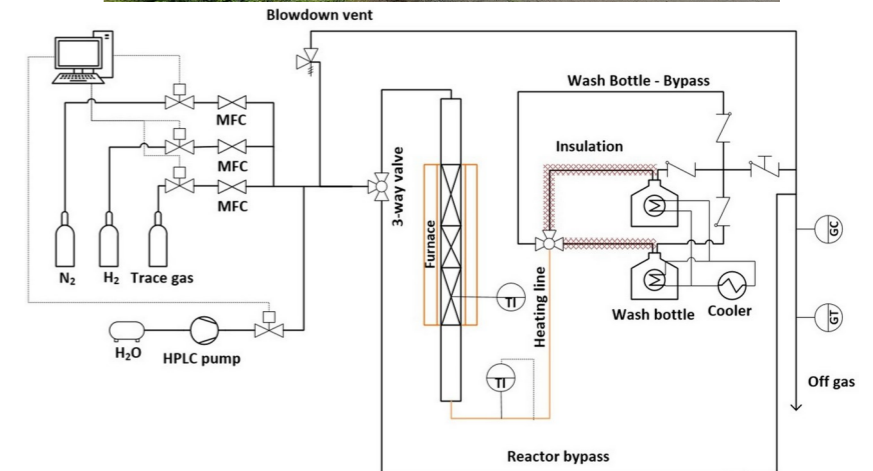 Blowdown vent
Wash Bottle - Bypass
MFC
Insulation
MFC
3-way valve
MFC
Furnace
GC
N₂
H₂
Trace gas
TI
Heating line
Wash bottle
Cooler
GT
H₂O
HPLC pump
TI
Off gas
Reactor bypass